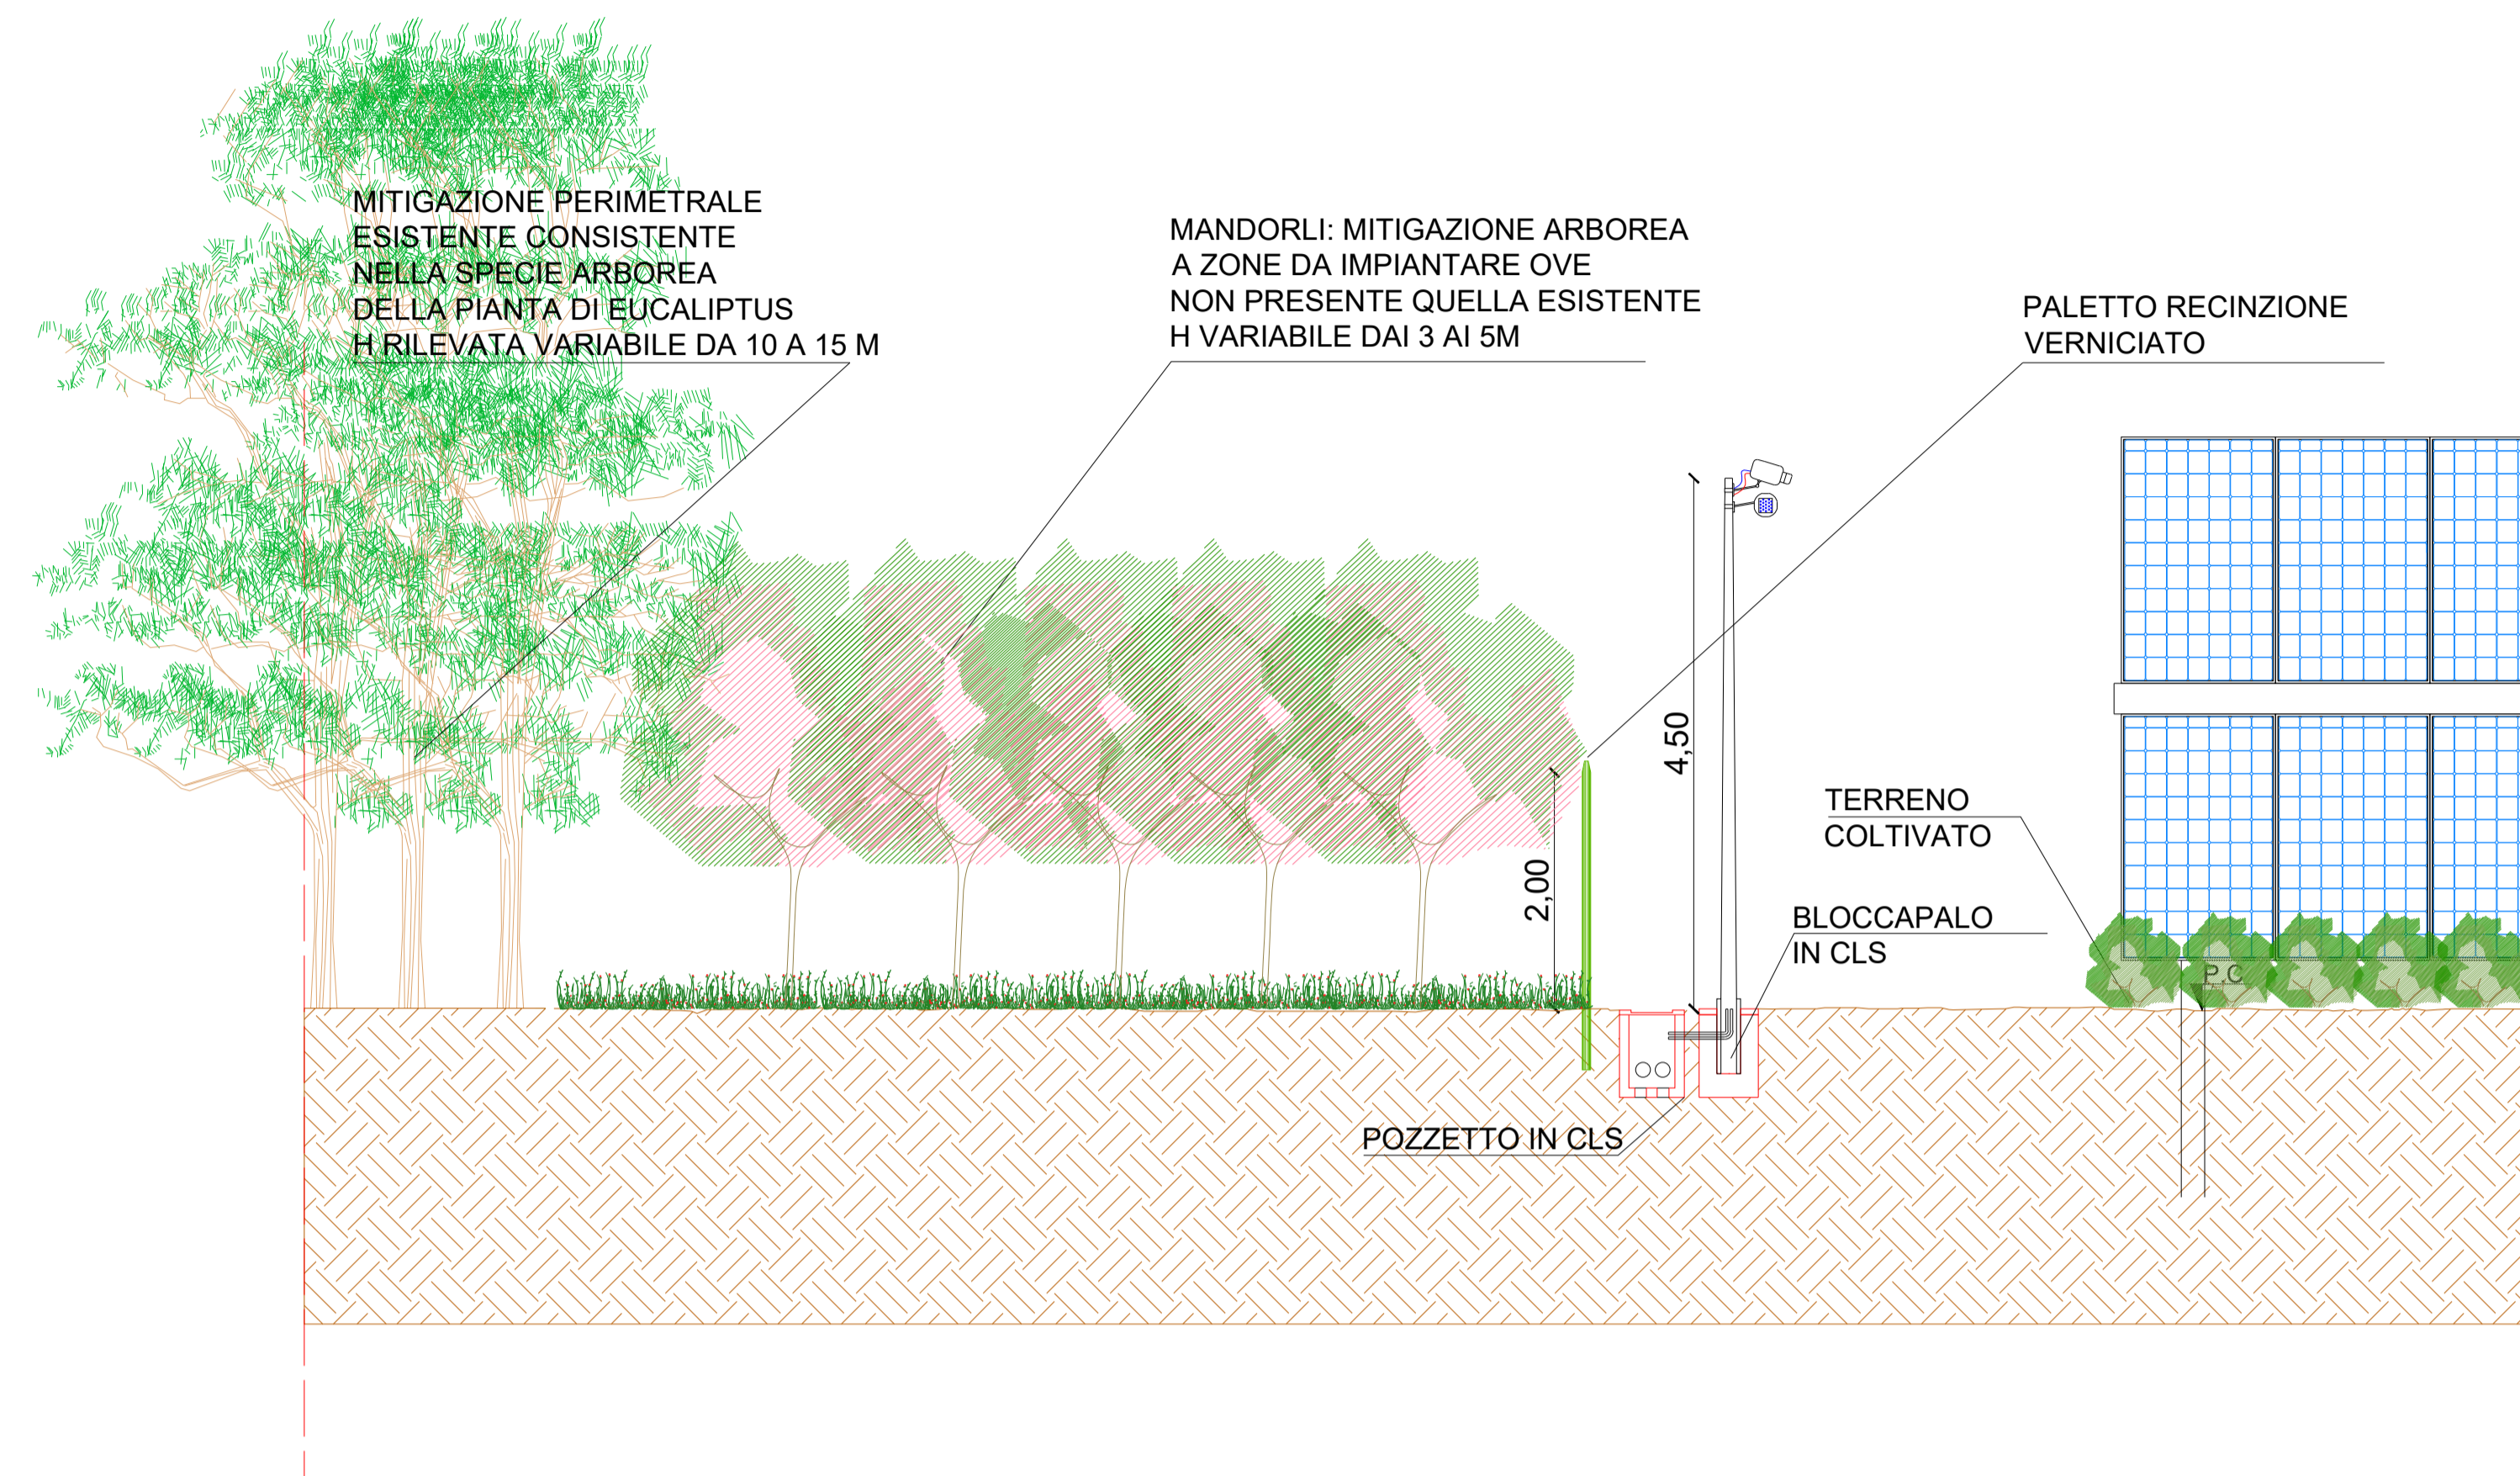 MITIGAZIONE PERIMETRALE
ESISTENTE CONSISTENTE
NELLA SPECIE ARBOREA
DELLA PIANTA DI EUCALIPTUS
H RILEVATA VARIABILE DA 10 A 15 M
MANDORLI: MITIGAZIONE ARBOREA
A ZONE DA IMPIANTARE OVE
NON PRESENTE QUELLA ESISTENTE
H VARIABILE DAI 3 AI 5M
PALETTO RECINZIONE
VERNICIATO
4,50
2,00
TERRENO
COLTIVATO
BLOCCAPALO
IN CLS
P.C
POZZETTO IN CLS